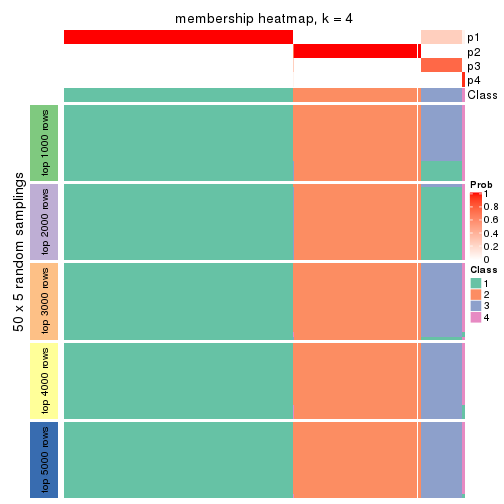 membership heatmap, k = 4
p1
p2
p3
p4
Class
50 x 5 random samplings
top 1000 rows
top 2000 rows
top 3000 rows
top 4000 rows
top 5000 rows
Prob
1
0.8
0.6
0.4
0.2
0
Class
1
2
3
4